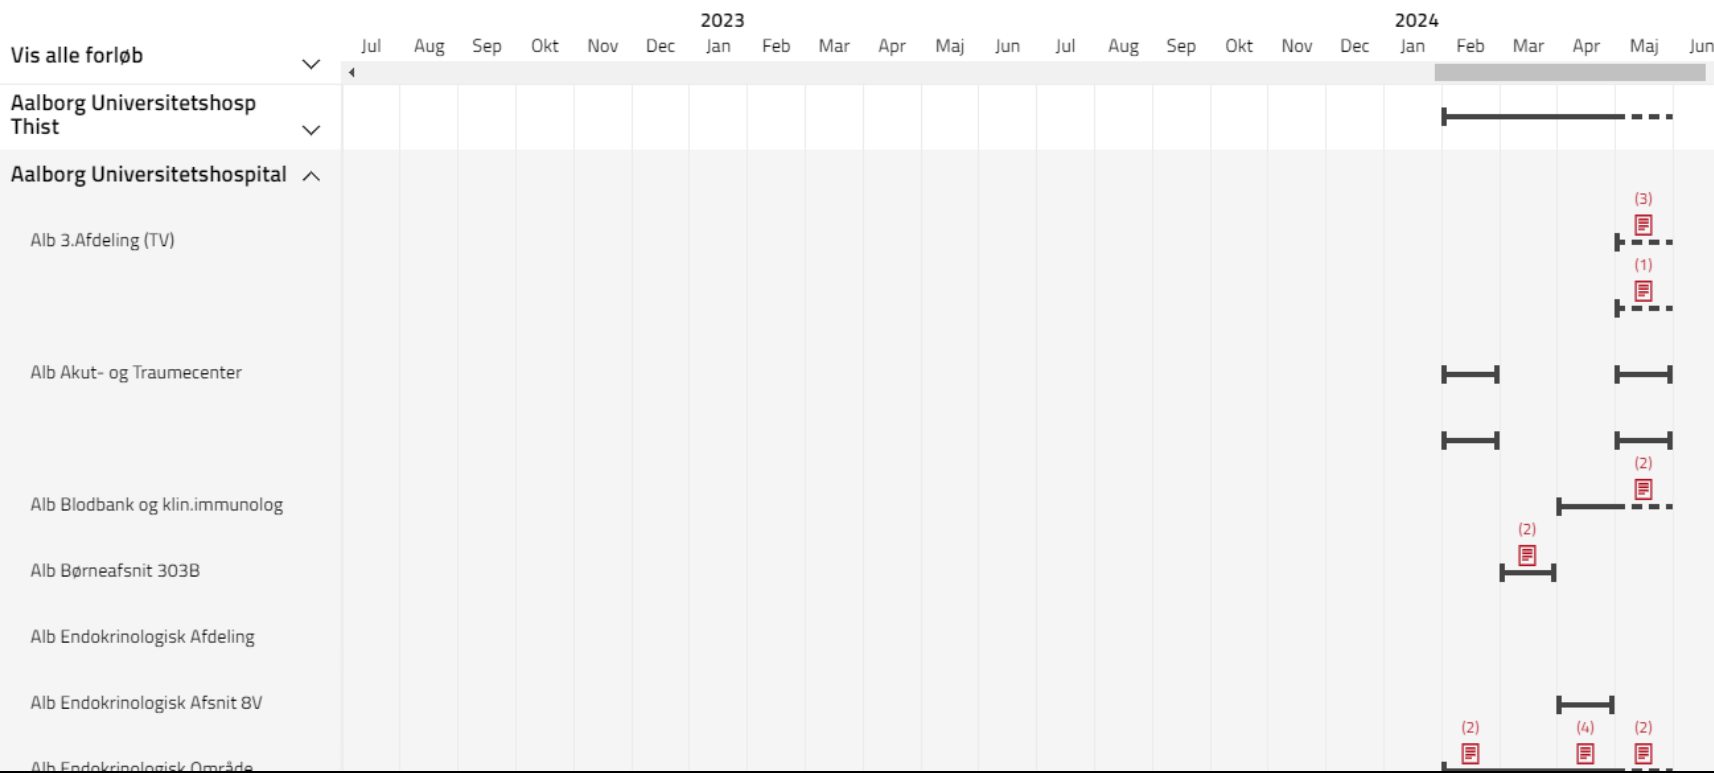 2023
2024
Vis alle forløb
Jul Aug Sep Okt Nov Dec Jan Feb Mar Apr Maj Jun Jul Aug Sep Okt Nov Dec Jan Feb Mar Apr Maj Jun
Aalborg Universitetshosp
Thist
Aalborg Universitetshospital
(3)
Alb 3.Afdeling (TV)
(1)
Alb Akut- og Traumecenter
(2)
Alb Blodbank og klin.immunolog
(2)
Alb Børneafsnit 303B
Alb Endokrinologisk Afdeling
Alb Endokrinologisk Afsnit 8V
(2) (4) (2)
Alb Endokrinologisk Område